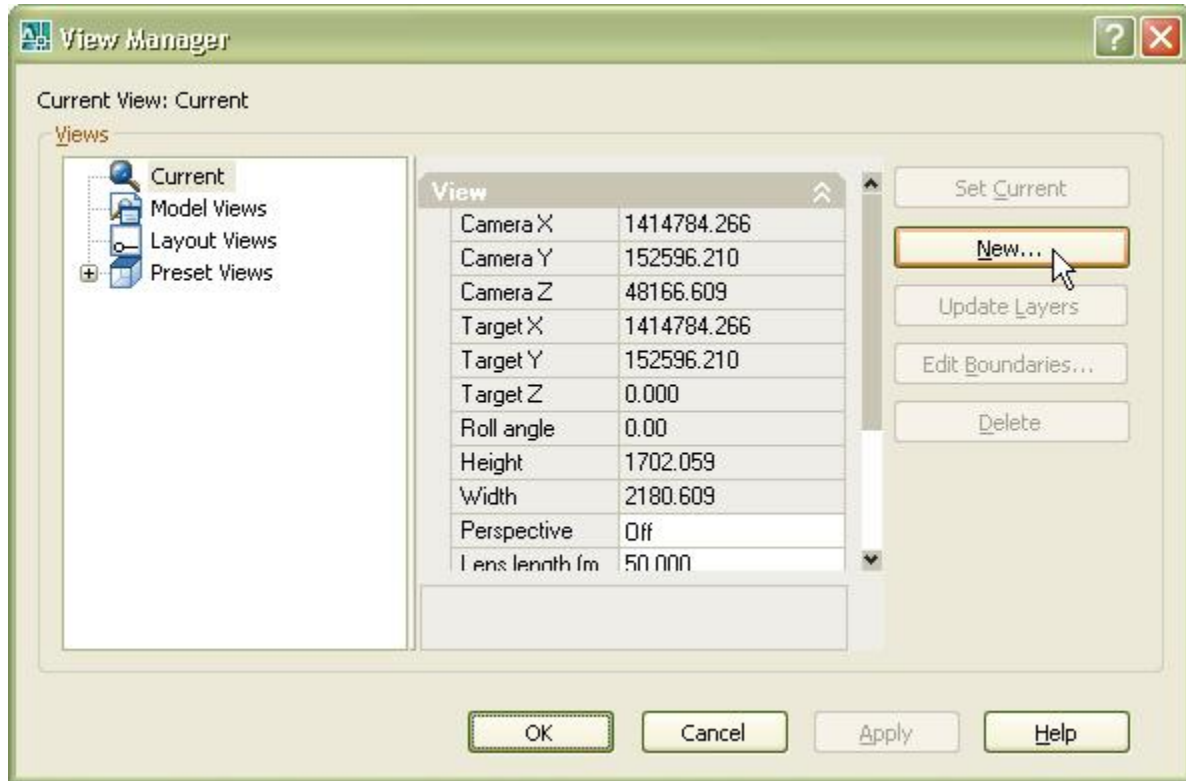 View Manager
Current View: Current
Views
Current
Model Views
Layout Views
Preset Views
View
Camera X 1414784.266
Camera Y 152596.210
Camera Z 48166.609
Target X 1414784.266
Target Y 152596.210
Target Z 0.000
Roll angle 0.00
Height 1702.059
Width 2180.609
Perspective Off
Lens length (m 50.000
Set Current
New...
Update Layers
Edit Boundaries...
Delete
OK Cancel Apply Help